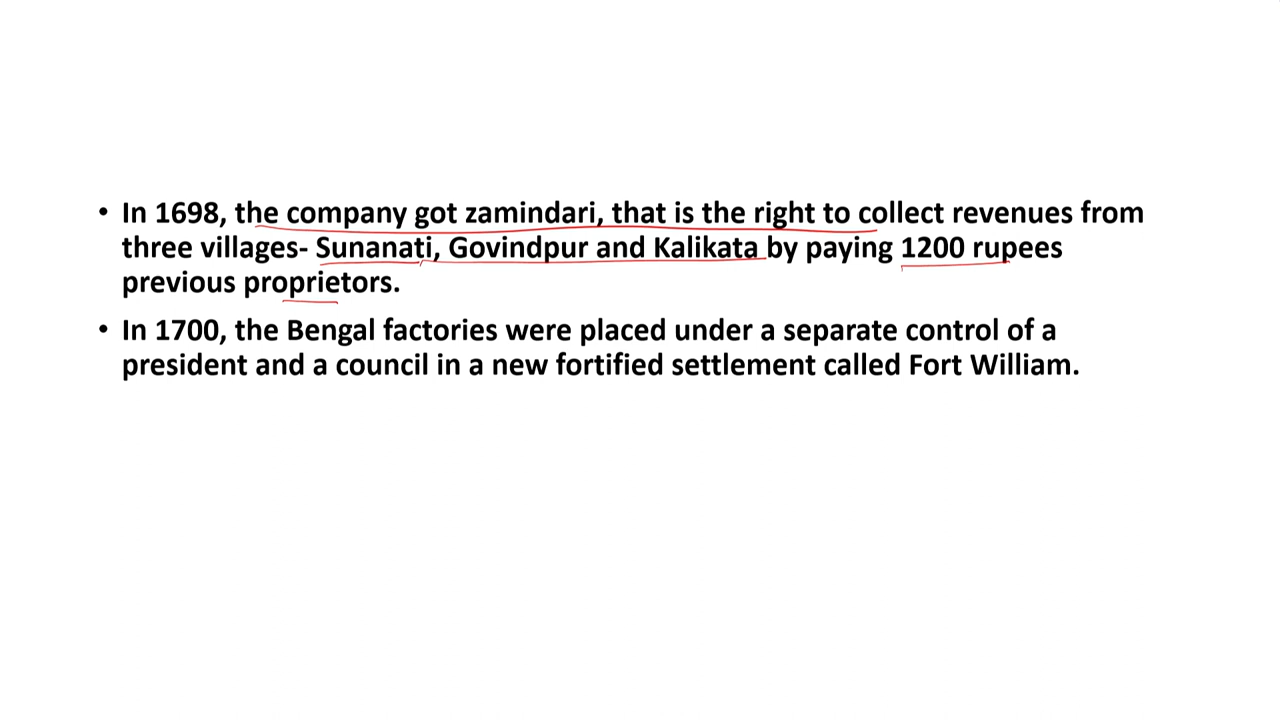 • In 1698, the company got zamindari, that is the right to collect revenues from
three villages- Sunanati, Govindpur and Kalikata by paying 1200 rupees
previous proprietors.
• In 1700, the Bengal factories were placed under a separate control of a
president and a council in a new fortified settlement called Fort William.